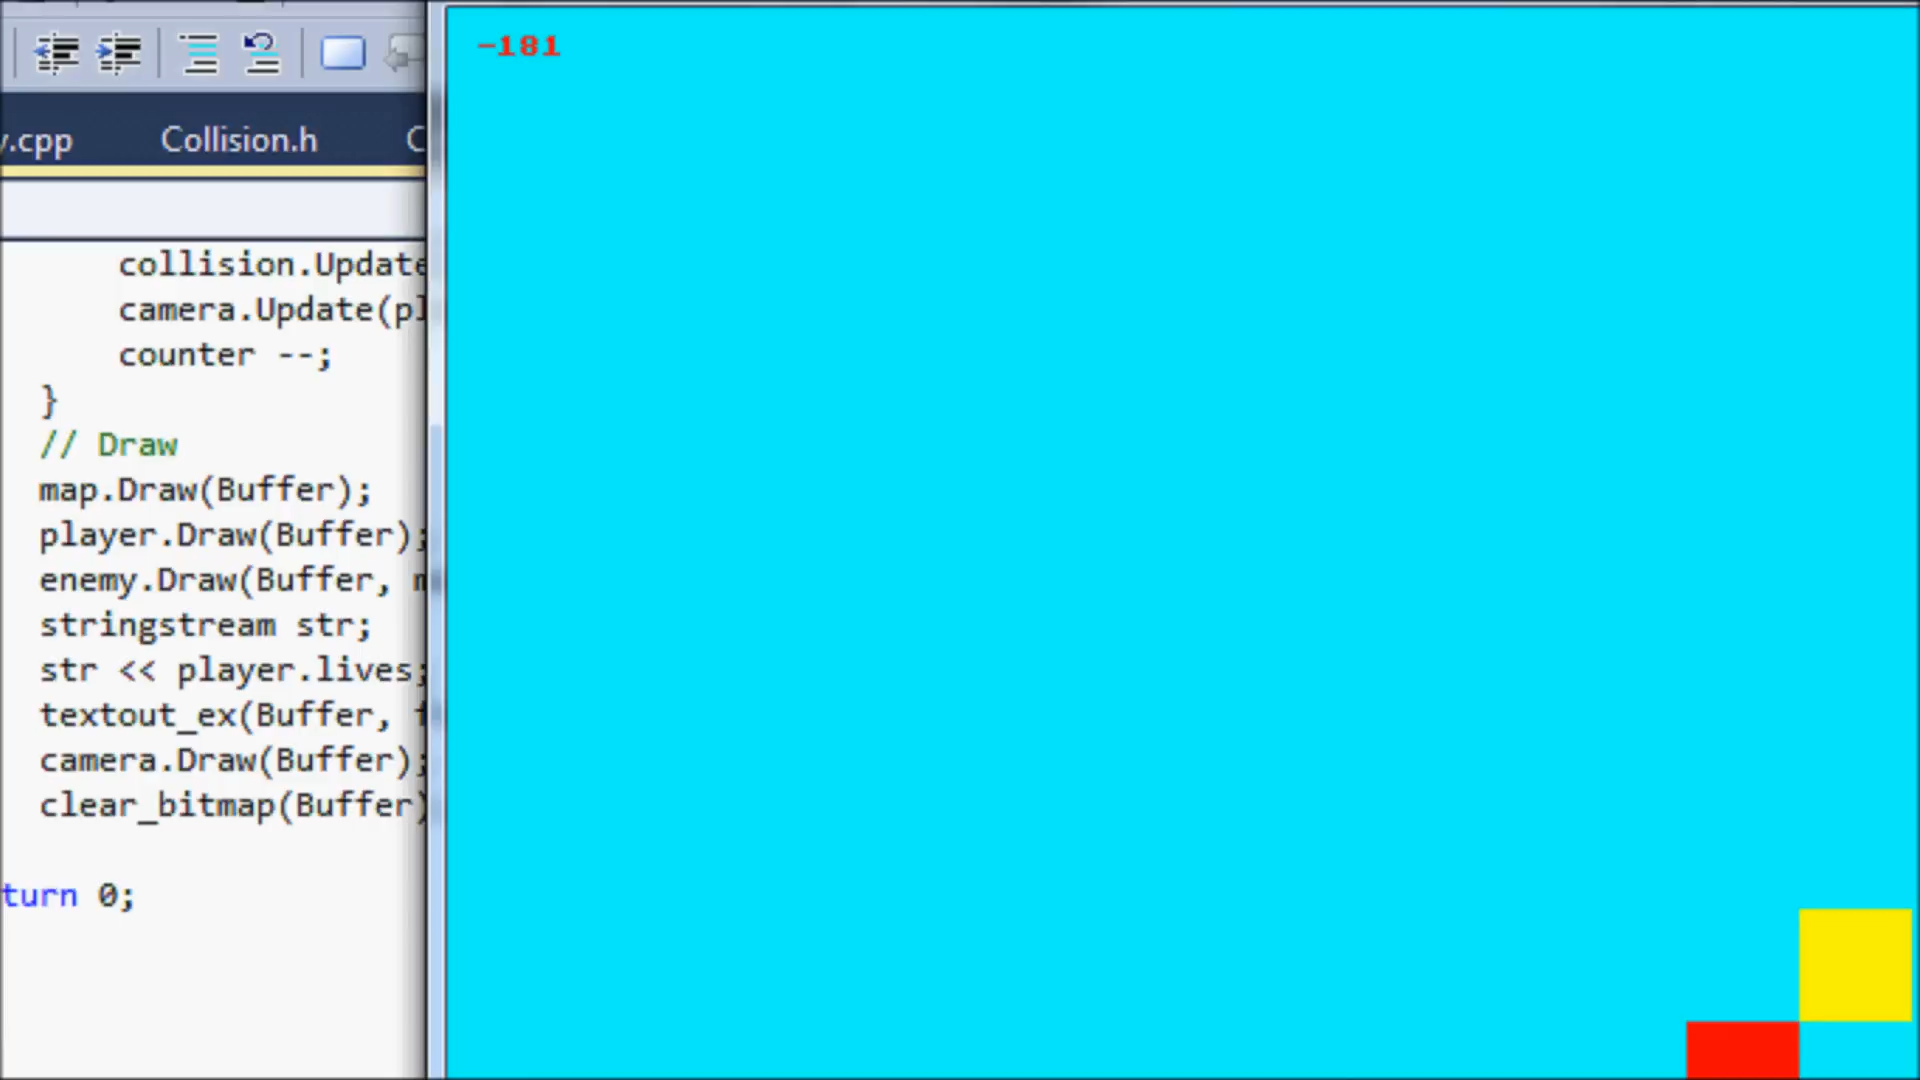 y.cpp Collision.h C
collision.Update
camera.Update(pl
counter --;
}
// Draw
map.Draw(Buffer);
player.Draw(Buffer);
enemy.Draw(Buffer, m
stringstream str;
str << player.lives;
textout_ex(Buffer, f
camera.Draw(Buffer);
clear_bitmap(Buffer)
turn 0;
-181